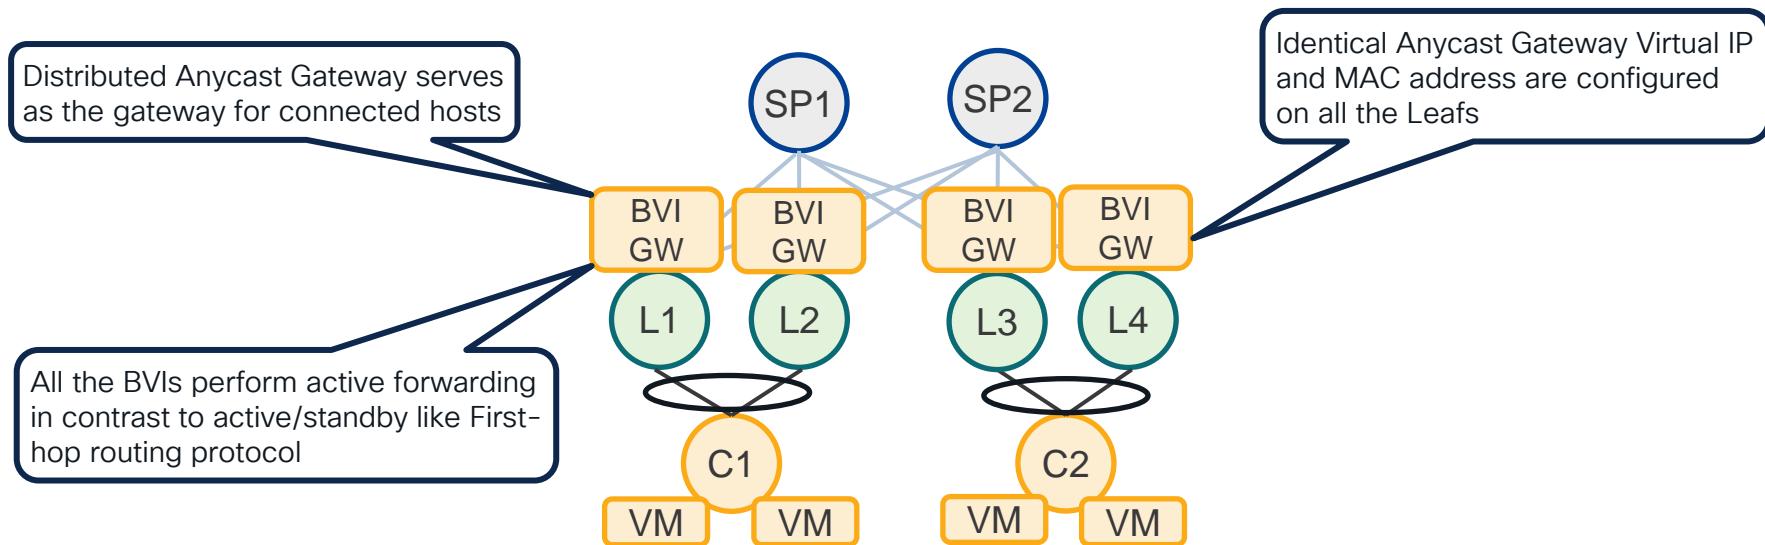 Distributed Anycast Gateway serves
as the gateway for connected hosts
Identical Anycast Gateway Virtual IP
and MAC address are configured
on all the Leafs
SP1
SP2
BVI
GW
BVI
GW
BVI
GW
BVI
GW
L1
L2
L3
L4
All the BVIs perform active forwarding
in contrast to active/standby like First-
hop routing protocol
C1
C2
VM
VM
VM
VM